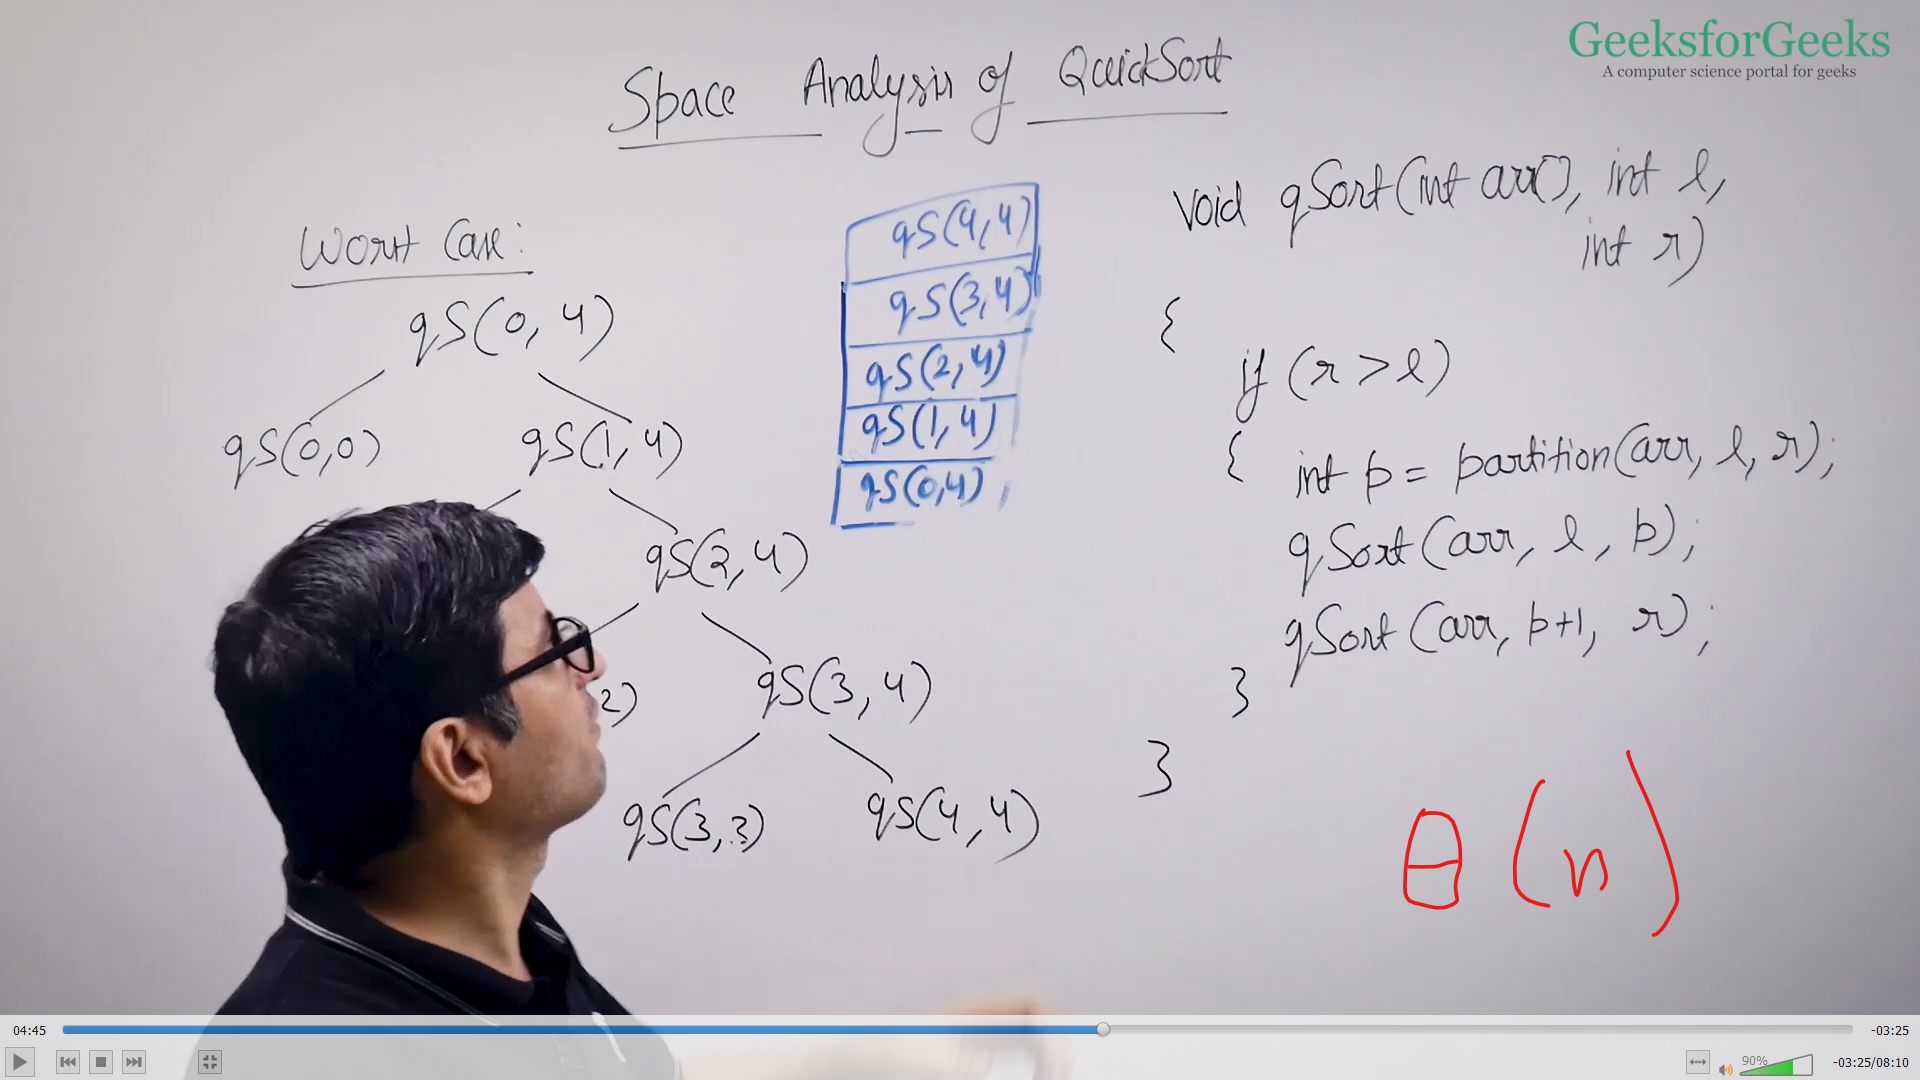 GeeksforGeeks
A computer science portal for geeks
Space Analysis of QuickSort
Worst Case:
qS(0, 4)
qS(0,0)
qS(1, 4)
qS(2, 4)
2)
qS(3, 4)
qS(3,3)
qS(4,4)
qS(4,4)
qS(3,4)
qS(2,4)
qS(1,4)
qS(0,4)
void qSort(int arr[], int l,
int r)
{
if (r > l)
{ int p = partition(arr, l, r);
qSort(arr, l, p);
qSort(arr, p+1, r);
}
}
θ(n)
04:45
-03:25
90%
-03:25/08:10